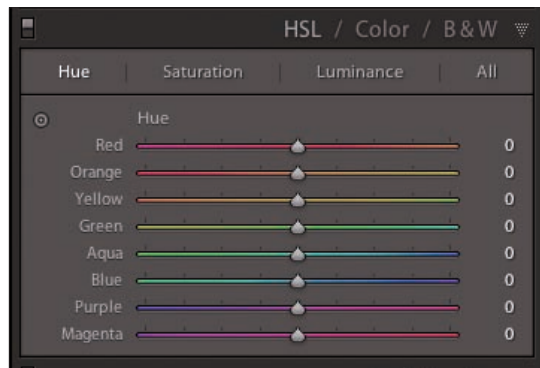 HSL / Color / B & W
Hue | Saturation | Luminance | All
Hue
Red 0
Orange 0
Yellow 0
Green 0
Aqua 0
Blue 0
Purple 0
Magenta 0